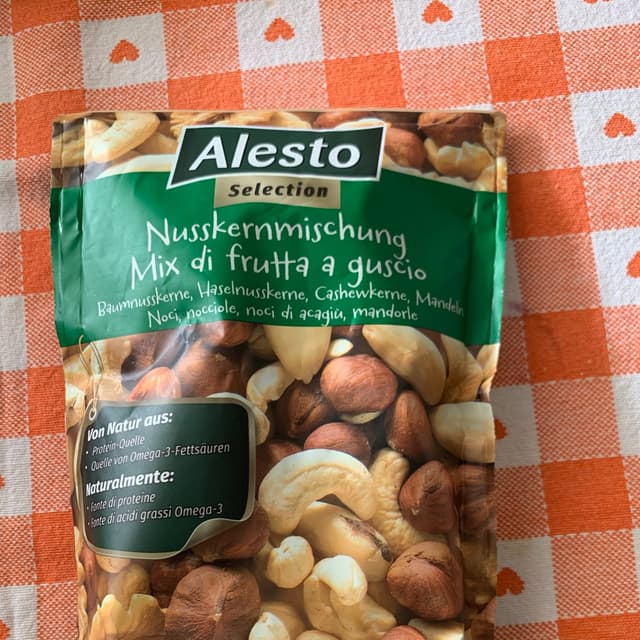 Alesto
Selection
Nusskernmischung
Mix di frutta a guscio
Baumnusskerne, Haselnusskerne, Cashewkerne, Mandeln
Noci, nocciole, noci di acagiù, mandorle
Von Natur aus:
• Protein-Quelle
• Quelle von Omega-3-Fettsäuren
Naturalmente:
• Fonte di proteine
• Fonte di acidi grassi Omega-3